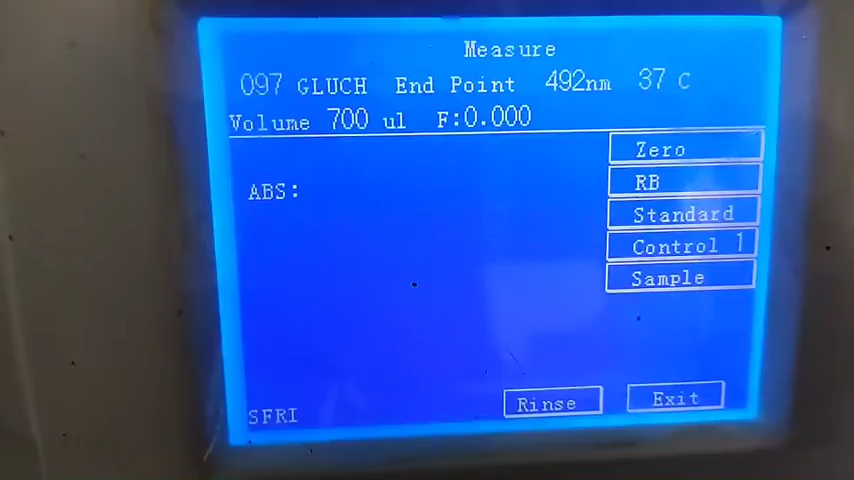 Measure
097 GLUCH End Point 492nm 37 C
Volume 700 ul F:0.000
Zero
ABS:
RB
Standard
Control 1
Sample
SFRI
Rinse
Exit